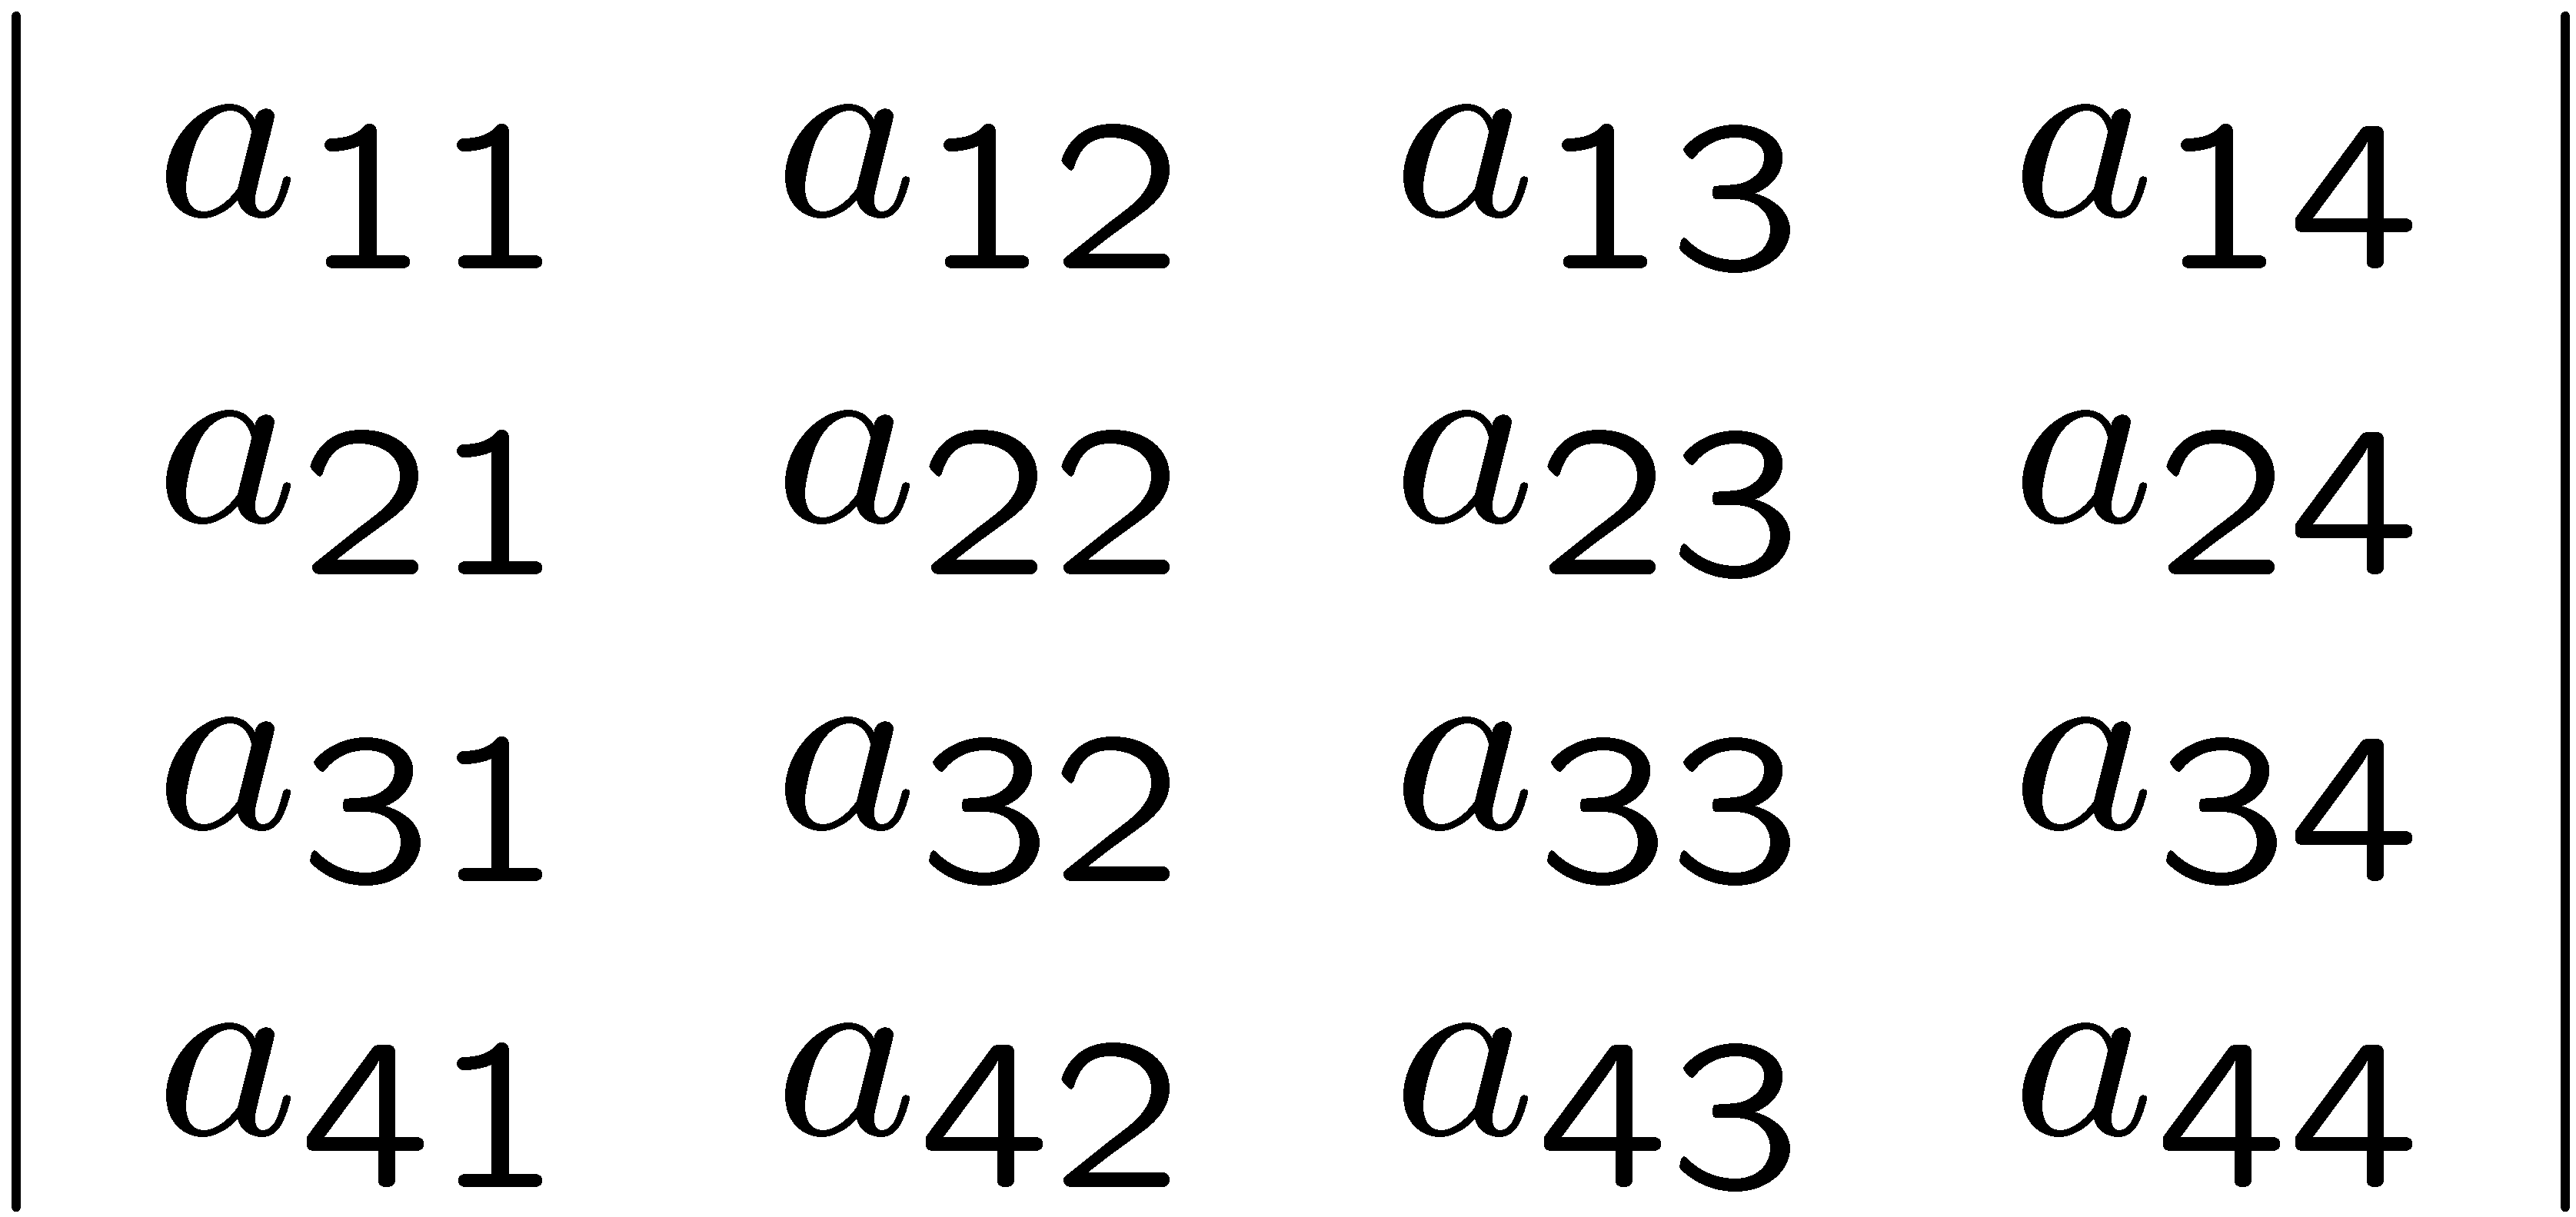 | a₁₁ a₁₂ a₁₃ a₁₄ |
| a₂₁ a₂₂ a₂₃ a₂₄ |
| a₃₁ a₃₂ a₃₃ a₃₄ |
| a₄₁ a₄₂ a₄₃ a₄₄ |